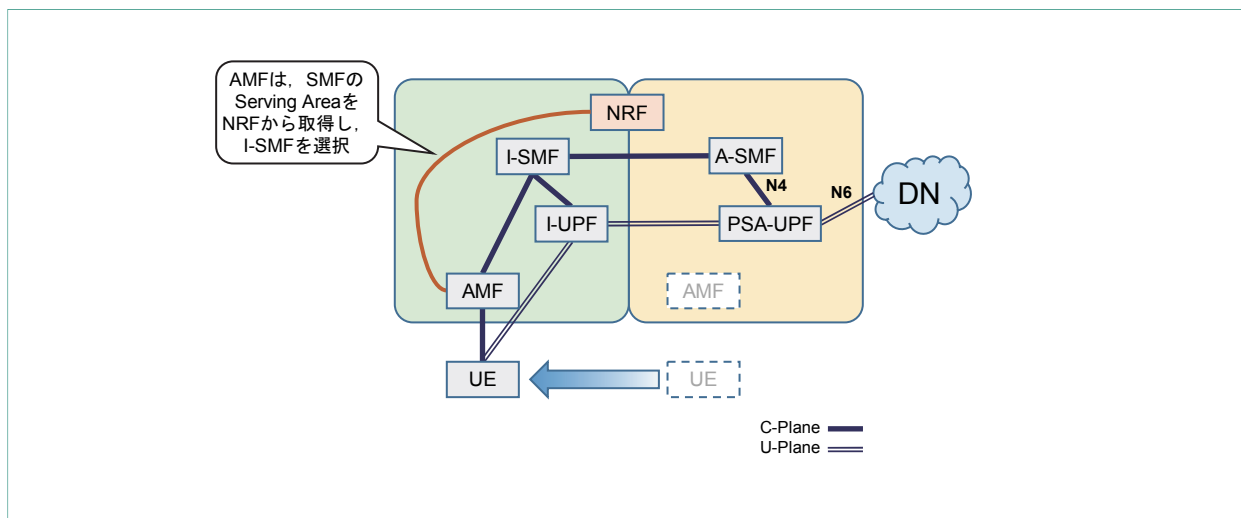 AMFは，SMFの
Serving Areaを
NRFから取得し，
I-SMFを選択
NRF
I-SMF
A-SMF
N4
N6
DN
I-UPF
PSA-UPF
AMF
AMF
UE
UE
C-Plane
U-Plane